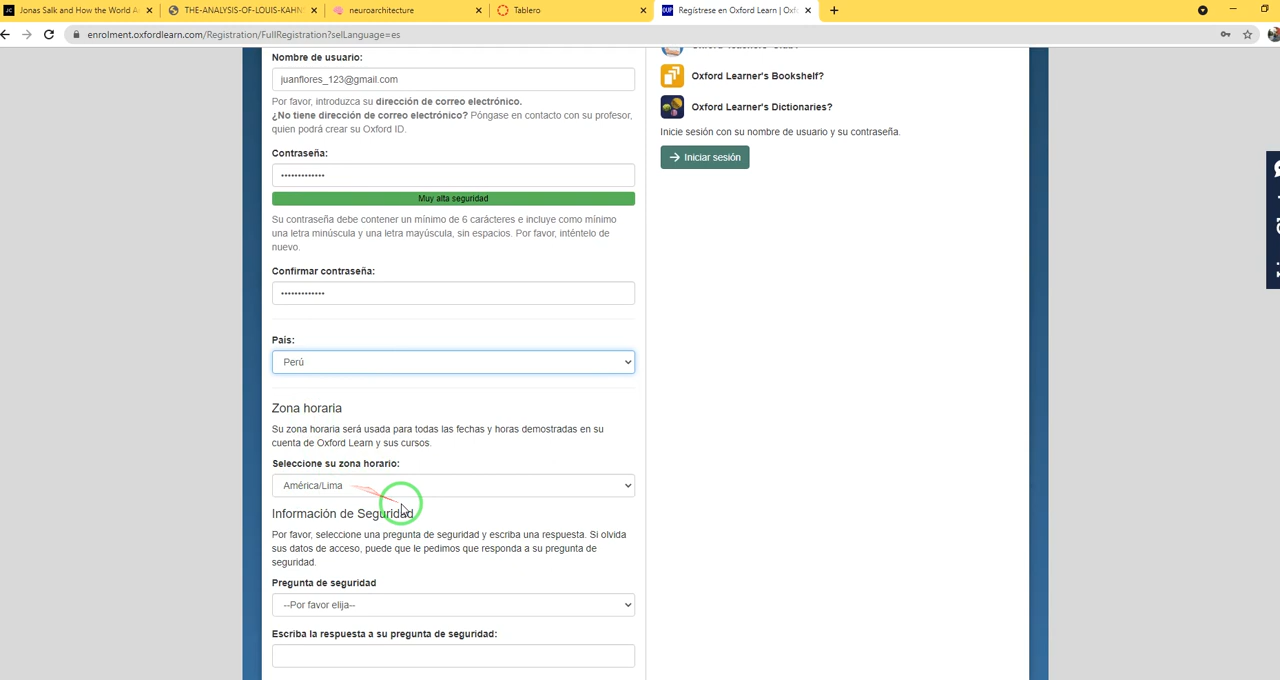 Jonas Salk and How the World A
THE-ANALYSIS-OF-LOUIS-KAHN
neuroarchitecture
Tablero
Regístrese en Oxford Learn | Oxf
enrolment.oxfordlearn.com/Registration/FullRegistration?selLanguage=es
Nombre de usuario:
juanflores_123@gmail.com
Por favor, introduzca su dirección de correo electrónico.
¿No tiene dirección de correo electrónico? Póngase en contacto con su profesor,
quien podrá crear su Oxford ID.
Contraseña:
•••••••••••••
Muy alta seguridad
Su contraseña debe contener un mínimo de 6 carácteres e incluye como mínimo
una letra minúscula y una letra mayúscula, sin espacios. Por favor, inténtelo de
nuevo.
Confirmar contraseña:
•••••••••••••
País:
Perú
Zona horaria
Su zona horaria será usada para todas las fechas y horas demostradas en su
cuenta de Oxford Learn y sus cursos.
Seleccione su zona horario:
América/Lima
Información de Seguridad
Por favor, seleccione una pregunta de seguridad y escriba una respuesta. Si olvida
sus datos de acceso, puede que le pedimos que responda a su pregunta de
seguridad.
Pregunta de seguridad
--Por favor elija--
Escriba la respuesta a su pregunta de seguridad:
Oxford Learner's Bookshelf?
Oxford Learner's Dictionaries?
Inicie sesión con su nombre de usuario y su contraseña.
Iniciar sesión